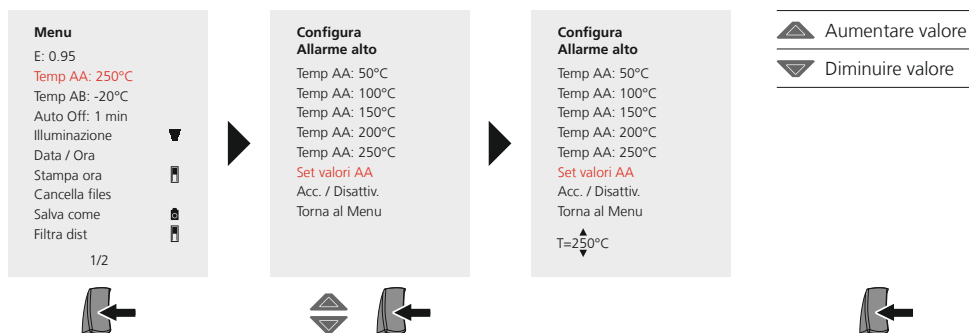 Menu
E: 0.95
Temp AA: 250°C
Temp AB: -20°C
Auto Off: 1 min
Illuminazione
Data / Ora
Stampa ora
Cancella files
Salva come
Filtra dist
1/2
Configura
Allarme alto
Temp AA: 50°C
Temp AA: 100°C
Temp AA: 150°C
Temp AA: 200°C
Temp AA: 250°C
Set valori AA
Acc. / Disattiv.
Torna al Menu
Configura
Allarme alto
Temp AA: 50°C
Temp AA: 100°C
Temp AA: 150°C
Temp AA: 200°C
Temp AA: 250°C
Set valori AA
Acc. / Disattiv.
Torna al Menu
T=250°C
Aumentare valore
Diminuire valore